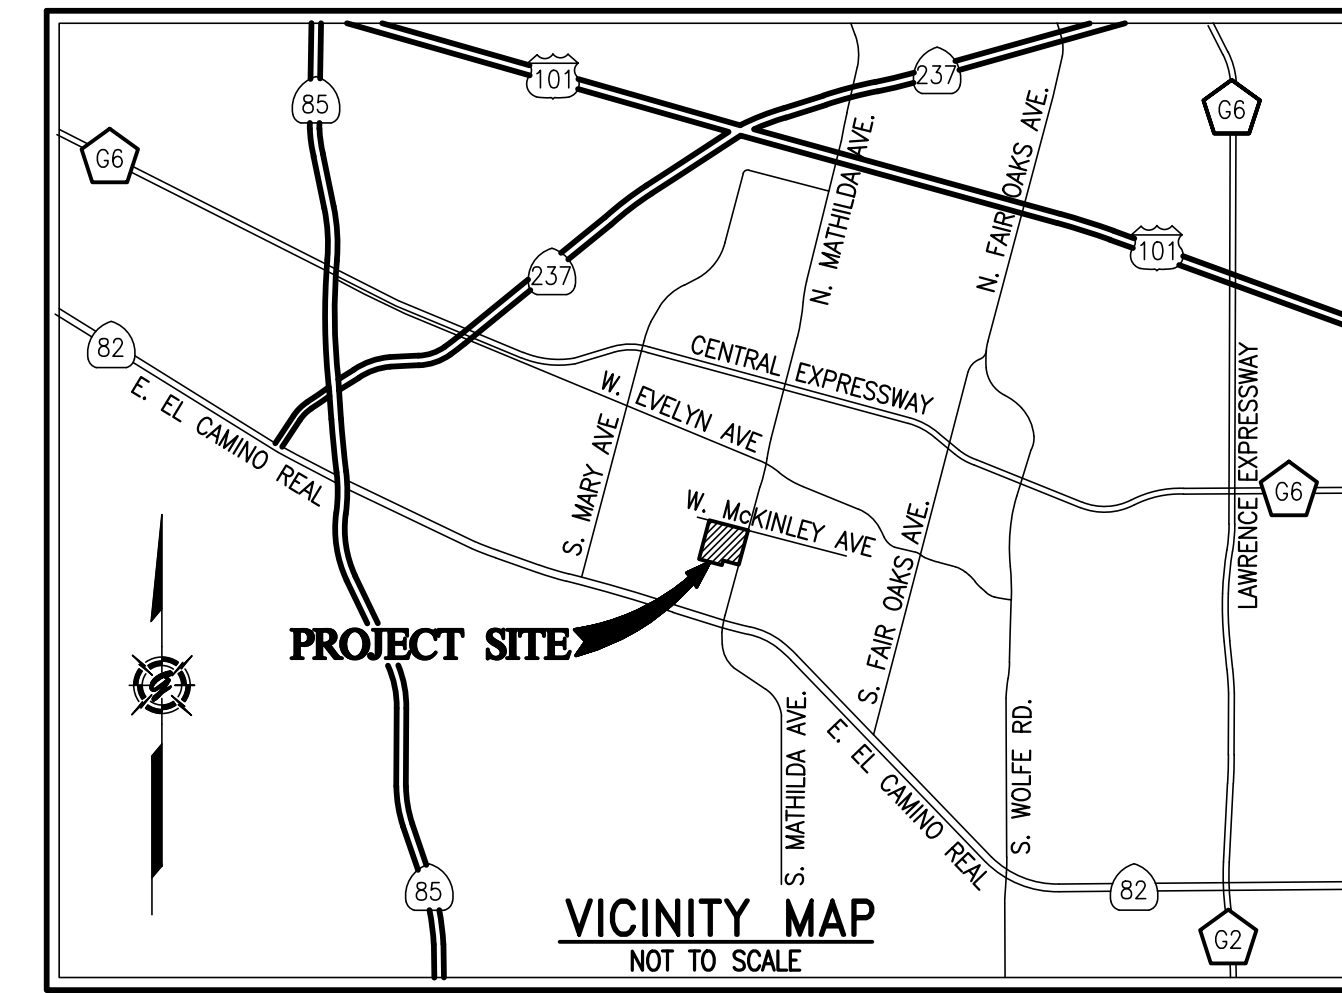 101
237
85
G6
G6
N. MATHILDA AVE.
N. FAIR OAKS AVE.
101
237
82
E. EL CAMINO REAL
CENTRAL EXPRESSWAY
W. EVELYN AVE
S. MARY AVE
LAWRENCE EXPRESSWAY
G6
W. McKINLEY AVE
S. FAIR OAKS AVE.
PROJECT SITE
S. MATHILDA AVE.
E. EL CAMINO REAL
S. WOLFE RD.
85
82
G2
VICINITY MAP
NOT TO SCALE